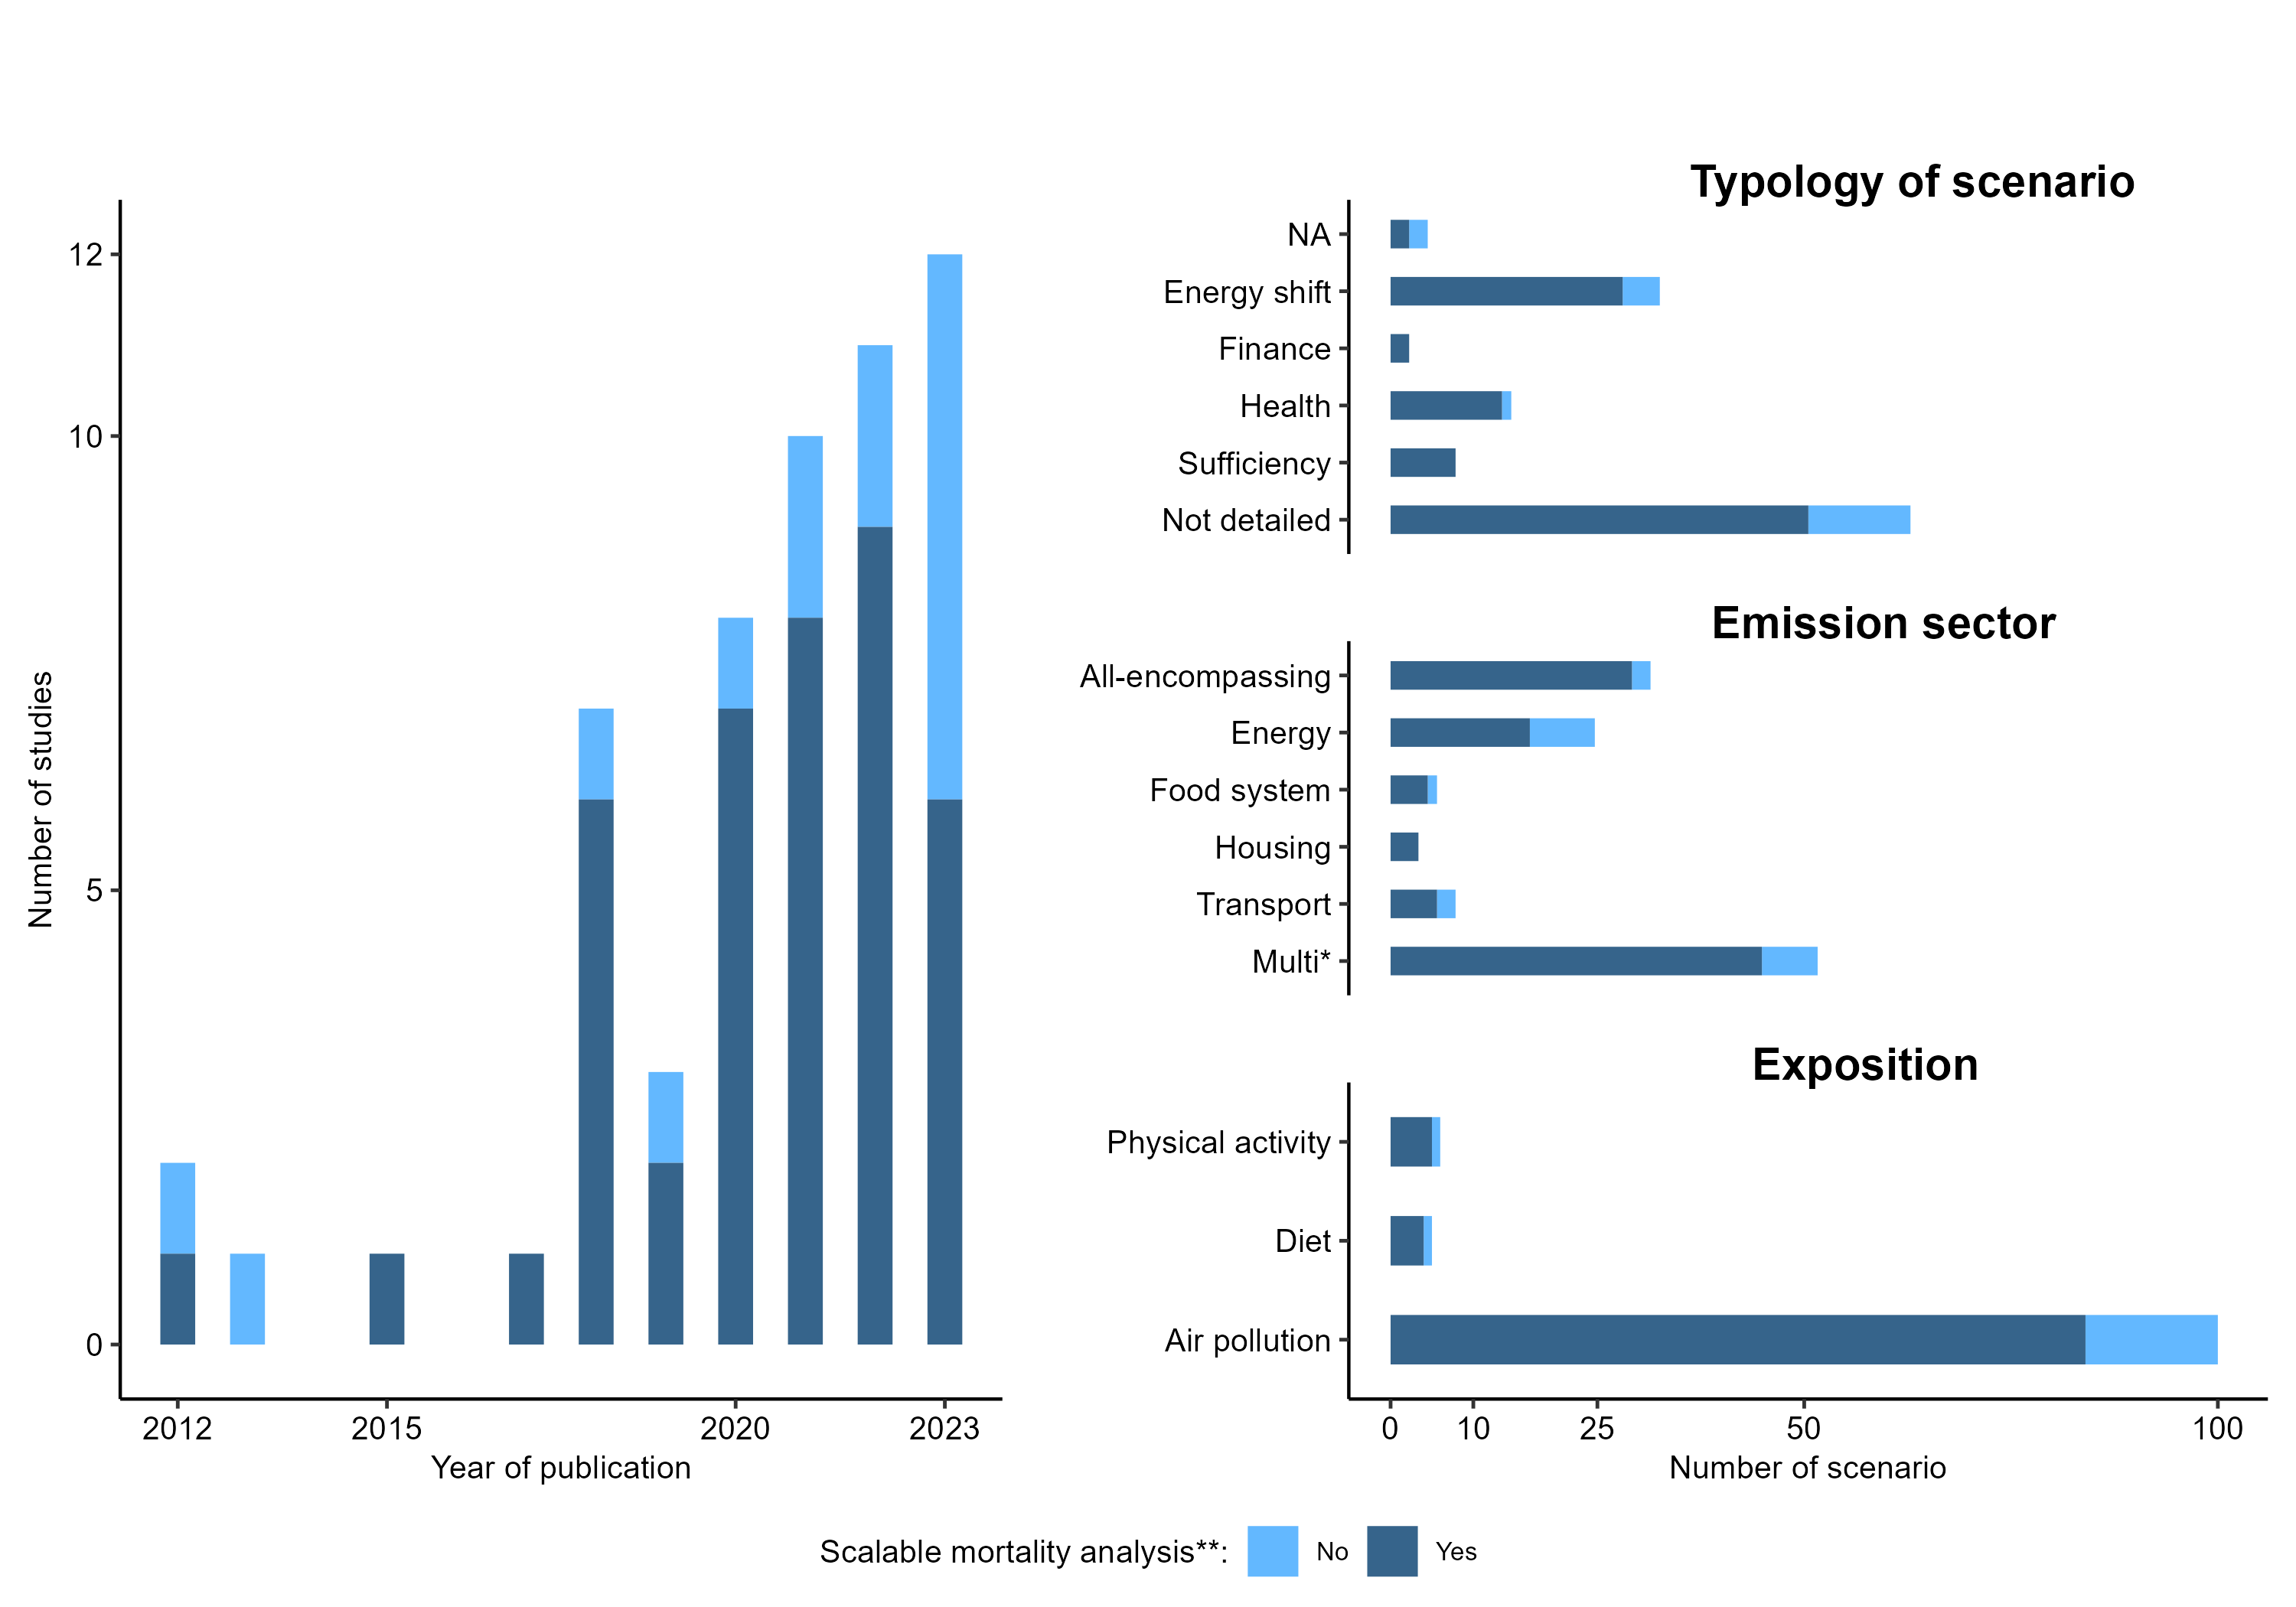 Typology of scenario
12
10
5
0
Number of studies
2012
2015
2020
2023
Year of publication
NA
Energy shift
Finance
Health
Sufficiency
Not detailed
Emission sector
All-encompassing
Energy
Food system
Housing
Transport
Multi*
Exposition
Physical activity
Diet
Air pollution
0
10
25
50
100
Number of scenario
Scalable mortality analysis**: No Yes